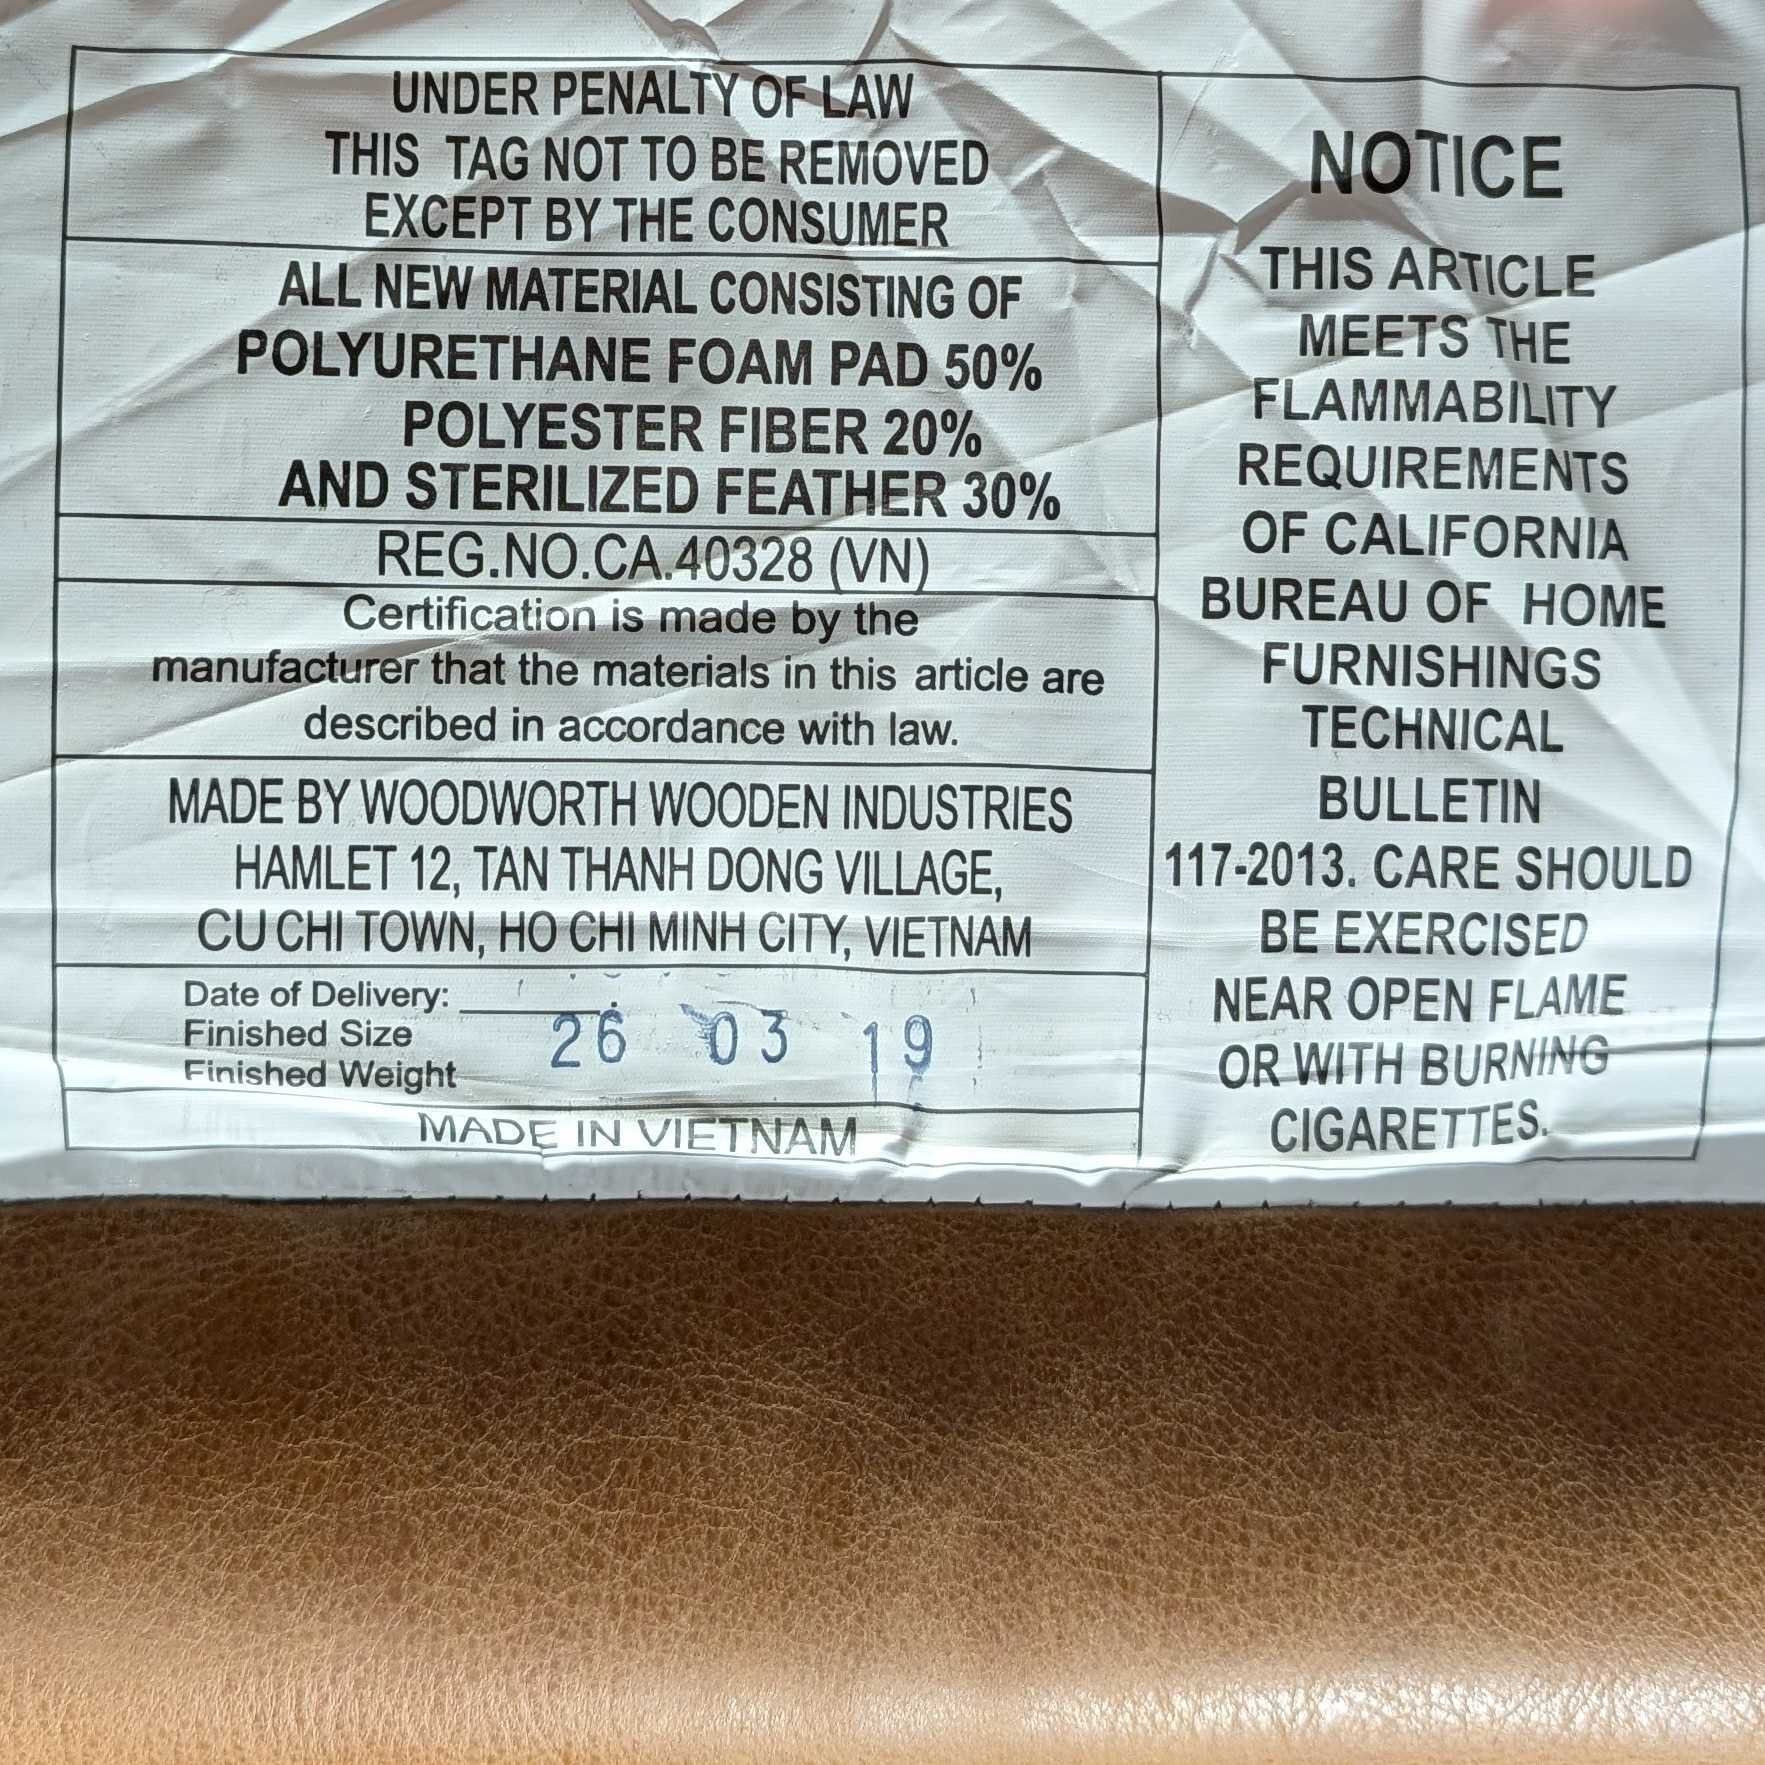 UNDER PENALTY OF LAW
THIS TAG NOT TO BE REMOVED
EXCEPT BY THE CONSUMER
ALL NEW MATERIAL CONSISTING OF
POLYURETHANE FOAM PAD 50%
POLYESTER FIBER 20%
AND STERILIZED FEATHER 30%
REG.NO.CA.40328 (VN)
Certification is made by the
manufacturer that the materials in this article are
described in accordance with law.
MADE BY WOODWORTH WOODEN INDUSTRIES
HAMLET 12, TAN THANH DONG VILLAGE,
CU CHI TOWN, HO CHI MINH CITY, VIETNAM
Date of Delivery:
Finished Size
26 03 19
Finished Weight
MADE IN VIETNAM
NOTICE
THIS ARTICLE
MEETS THE
FLAMMABILITY
REQUIREMENTS
OF CALIFORNIA
BUREAU OF HOME
FURNISHINGS
TECHNICAL
BULLETIN
117-2013. CARE SHOULD
BE EXERCISED
NEAR OPEN FLAME
OR WITH BURNING
CIGARETTES.